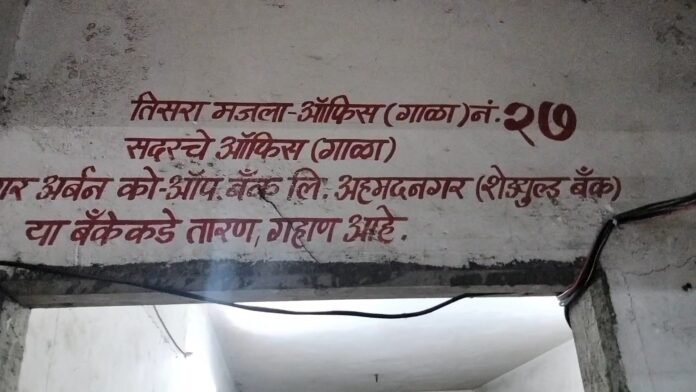 तिसरा मजला-ऑफिस (गाळा) नं. २७
सदरचे ऑफिस (गाळा)
अर्बन को-ऑप. बँक लि. अहमदनगर (शेड्युल्ड बँक)
या बँकेकडे तारण, गहाण आहे.